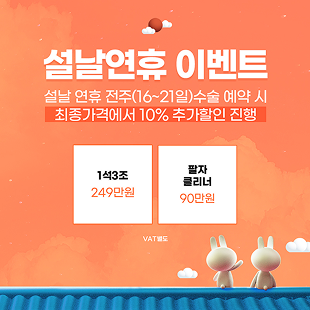 설날연휴 이벤트
설날 연휴 전주(16~21일)수술 예약 시
최종가격에서 10% 추가할인 진행
1석3조
249만원
팔자
클리너
90만원
VAT별도